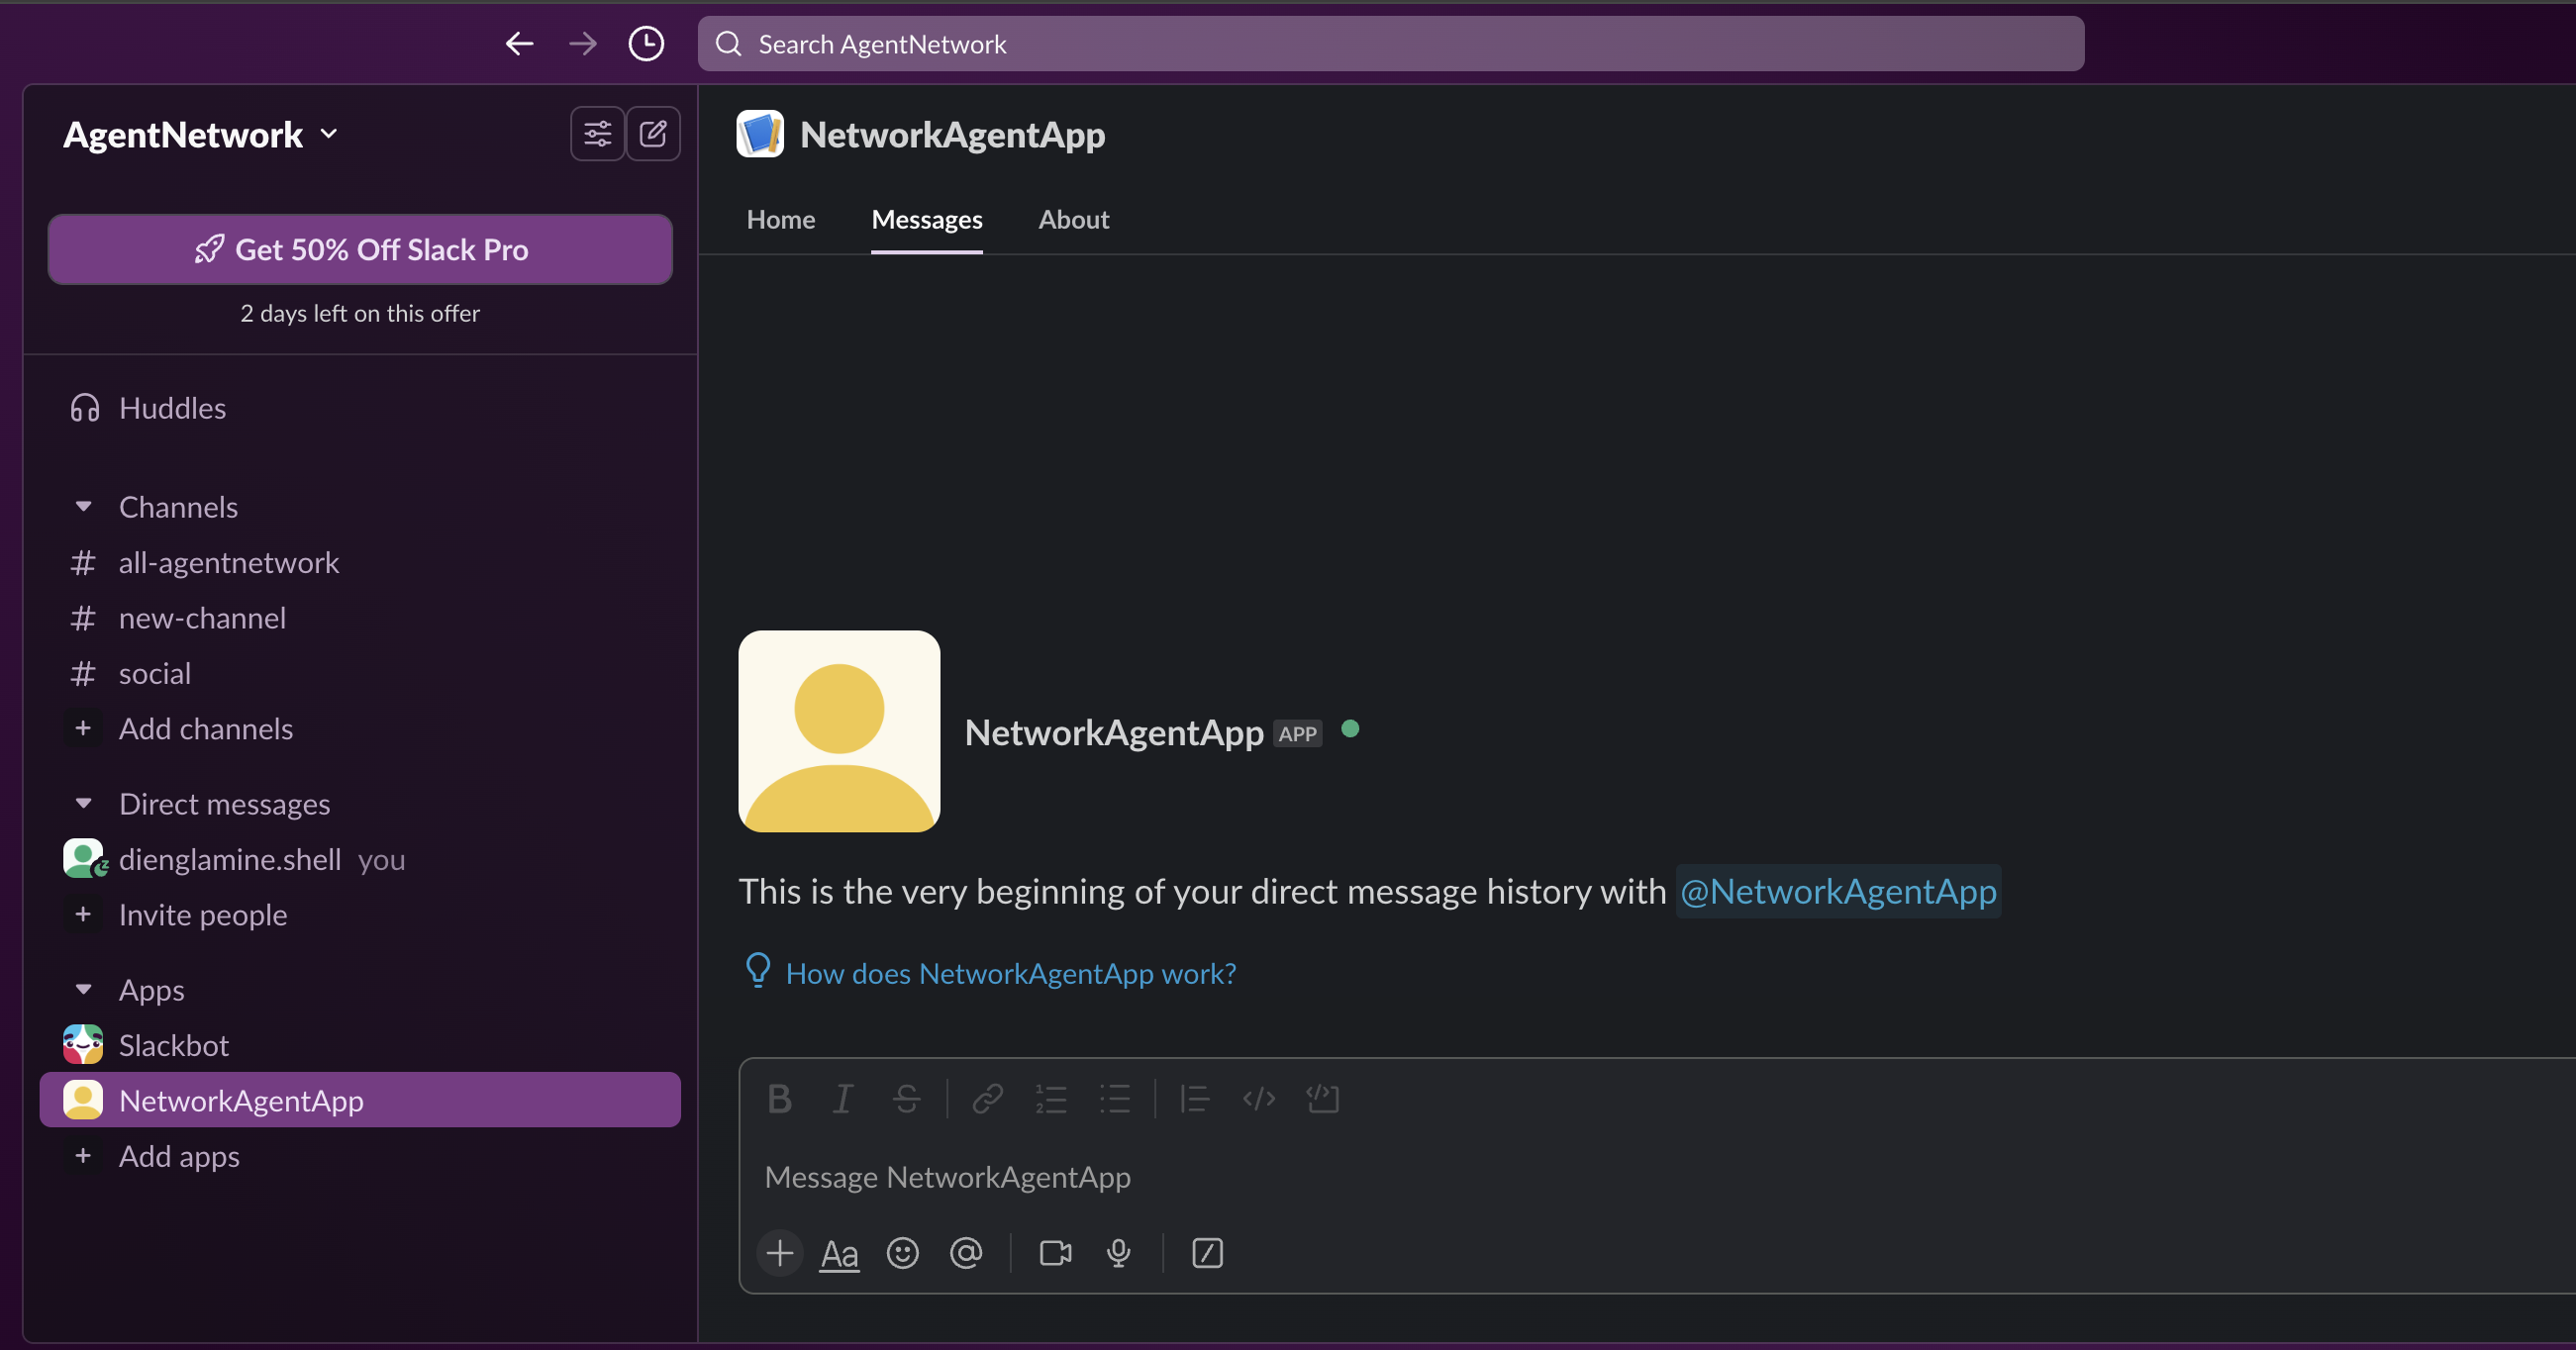 Search AgentNetwork
AgentNetwork
Get 50% Off Slack Pro
2 days left on this offer
Huddles
Channels
# all-agentnetwork
# new-channel
# social
+ Add channels
Direct messages
dienglamine.shell you
+ Invite people
Apps
Slackbot
NetworkAgentApp
+ Add apps
NetworkAgentApp
Home Messages About
NetworkAgentApp APP
This is the very beginning of your direct message history with @NetworkAgentApp
How does NetworkAgentApp work?
Message NetworkAgentApp
Aa